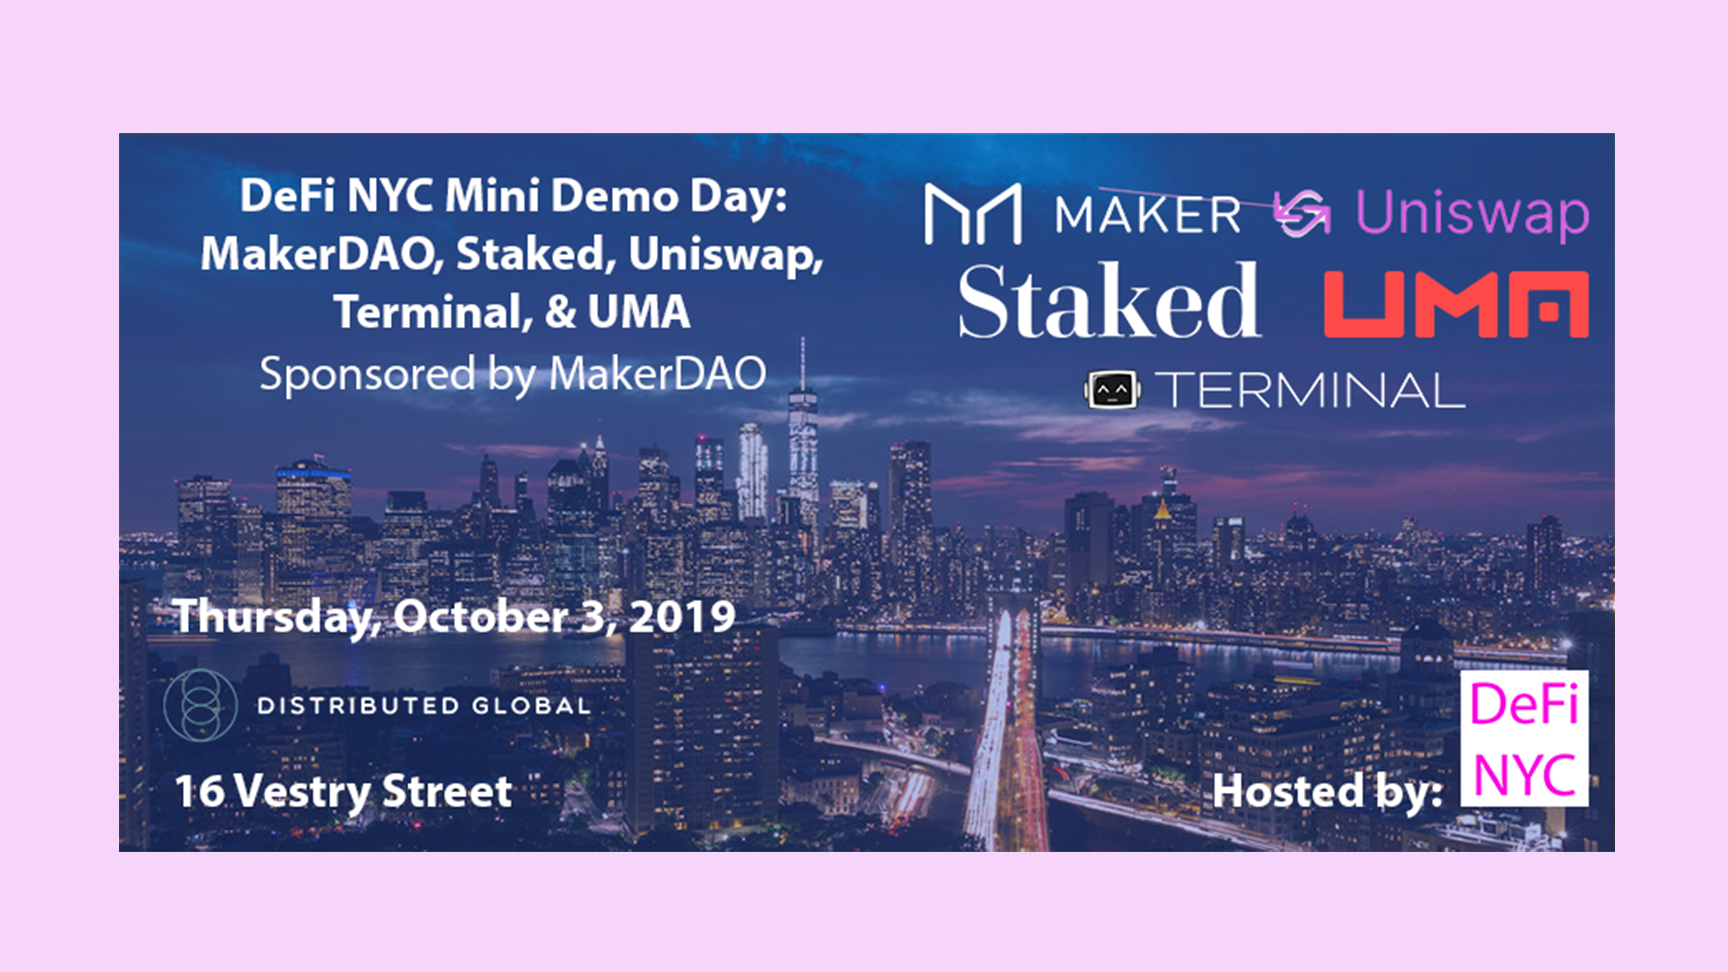 DeFi NYC Mini Demo Day:
MakerDAO, Staked, Uniswap,
Terminal, & UMA
Sponsored by MakerDAO
MAKER
Uniswap
Staked
UMA
TERMINAL
Thursday, October 3, 2019
DISTRIBUTED GLOBAL
16 Vestry Street
Hosted by:
DeFi
NYC